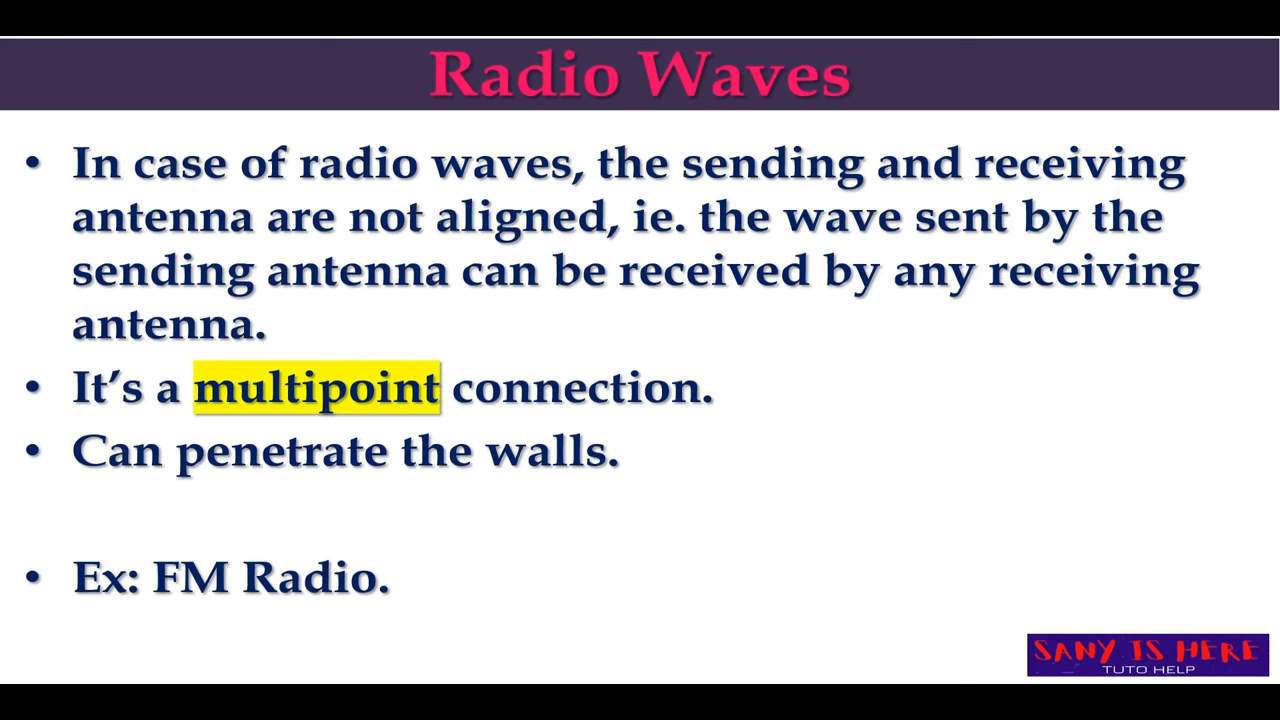 Radio Waves
• In case of radio waves, the sending and receiving
antenna are not aligned, ie. the wave sent by the
sending antenna can be received by any receiving
antenna.
• It’s a multipoint connection.
• Can penetrate the walls.
• Ex: FM Radio.
SANY IS HERE
TUTO HELP